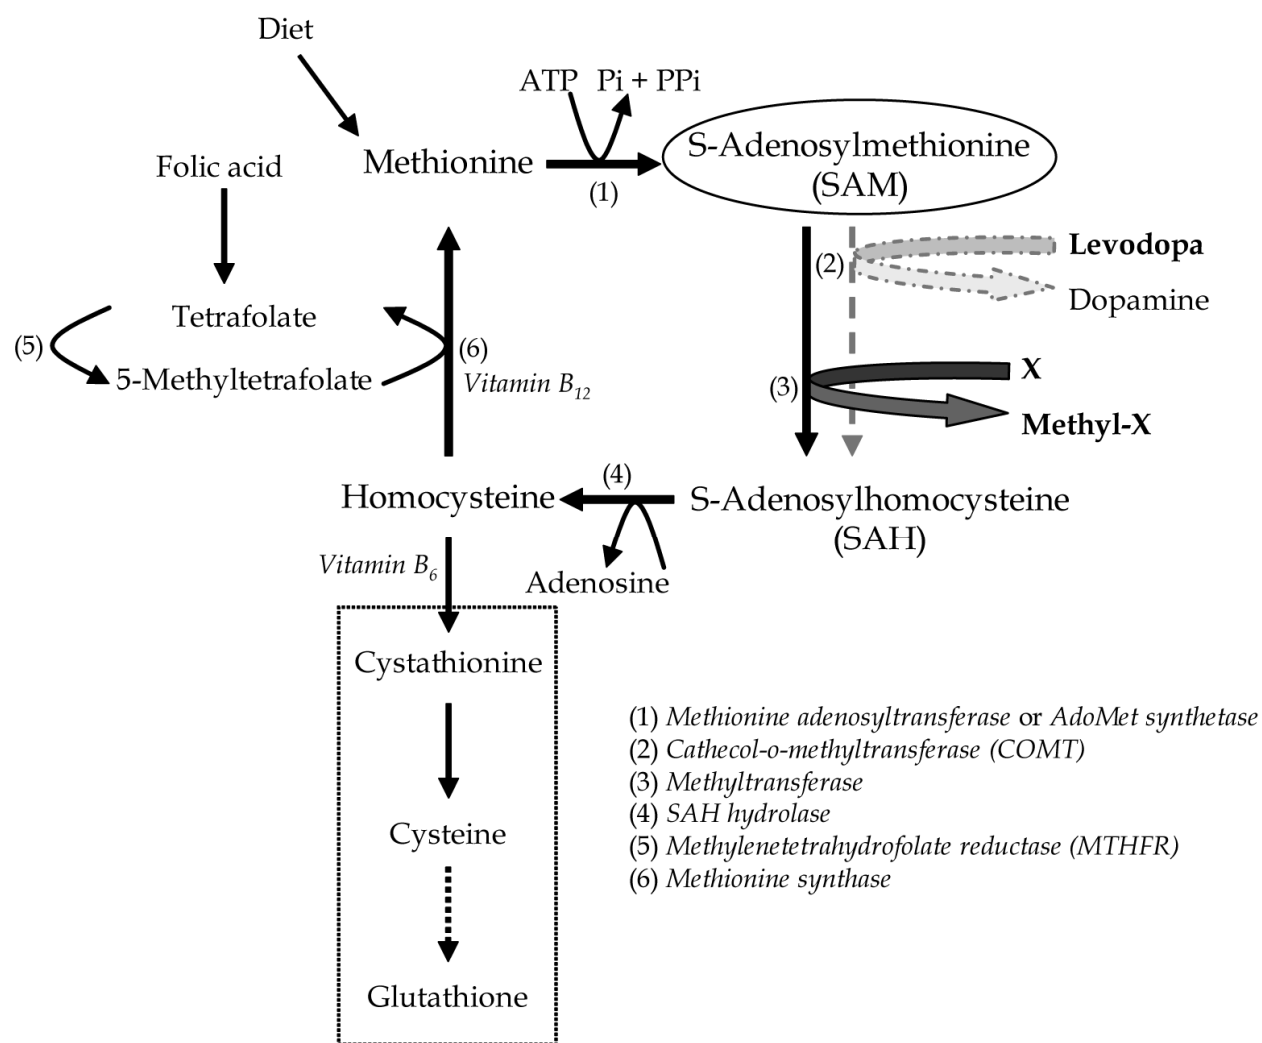 Diet
ATP Pi + PPi
Methionine
(1)
S-Adenosylmethionine
(SAM)
Folic acid
(2)
Levodopa
Dopamine
Tetrafolate
(5)
5-Methyltetrafolate
(6)
Vitamin B12
(3)
X
Methyl-X
Homocysteine
(4)
S-Adenosylhomocysteine
(SAH)
Vitamin B6
Adenosine
Cystathionine
Cysteine
Glutathione
(1) Methionine adenosyltransferase or AdoMet synthetase
(2) Cathecol-o-methyltransferase (COMT)
(3) Methyltransferase
(4) SAH hydrolase
(5) Methylenetetrahydrofolate reductase (MTHFR)
(6) Methionine synthase